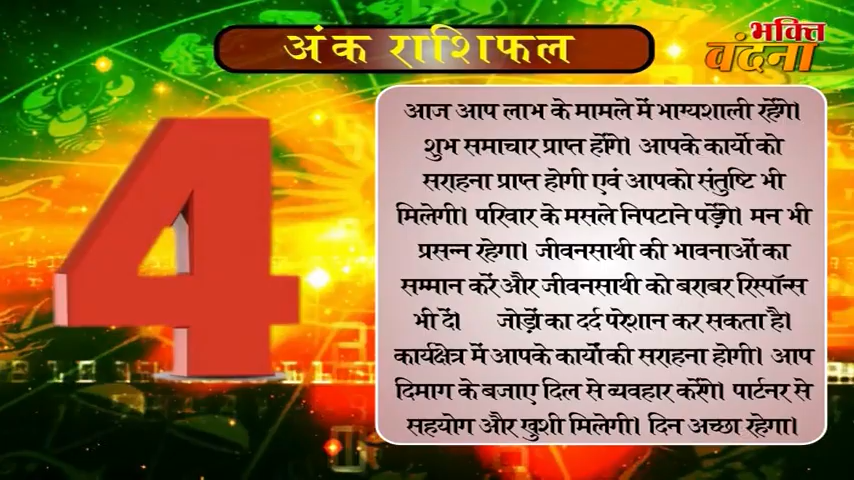 अंक राशिफल
भक्ति
वंदना
4
आज आप लाभ के मामले में भाग्यशाली रहेंगे।
शुभ समाचार प्राप्त होंगे। आपके कार्यो को
सराहना प्राप्त होगी एवं आपको संतुष्टि भी
मिलेगी। परिवार के मसले निपटाने पड़ेंगे। मन भी
प्रसन्न रहेगा। जीवनसाथी की भावनाओं का
सम्मान करें और जीवनसाथी को बराबर रिस्पॉन्स
भी दें। जोड़ों का दर्द परेशान कर सकता है।
कार्यक्षेत्र में आपके कार्यों की सराहना होगी। आप
दिमाग के बजाए दिल से व्यवहार करेंगे। पार्टनर से
सहयोग और खुशी मिलेगी। दिन अच्छा रहेगा।